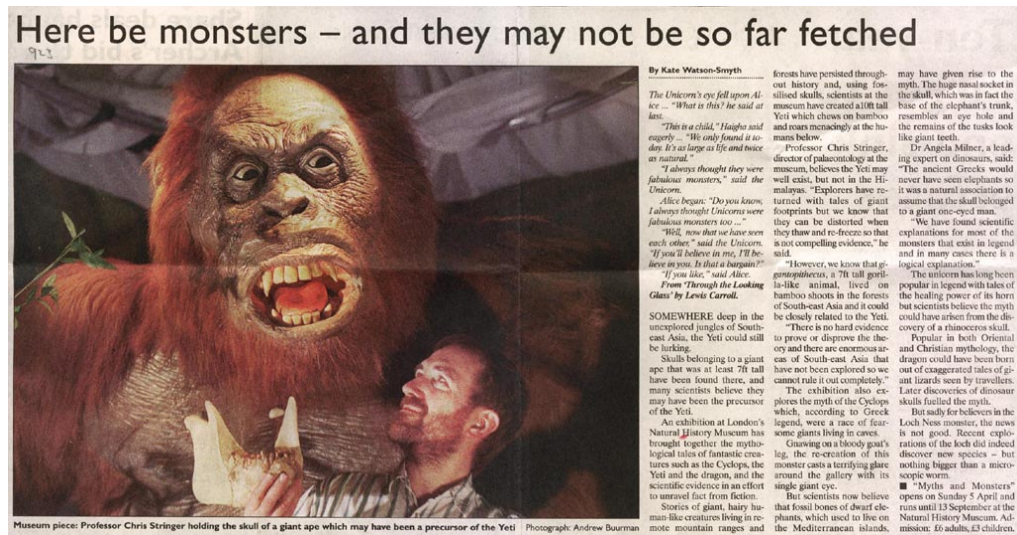 Here be monsters – and they may not be so far fetched
923
By Kate Watson-Smyth
The Unicorn's eye fell upon Al-
ice ... "What is this? he said at
last.
"This is a child," Haigha said
eagerly ... "We only found it to-
day. It's as large as life and twice
as natural."
"I always thought they were
fabulous monsters," said the
Unicorn.
Alice began: "Do you know,
I always thought Unicorns were
fabulous monsters too ..."
"Well, now that we have seen
each other," said the Unicorn.
"If you'll believe in me, I'll be-
lieve in you. Is that a bargain?"
"If you like," said Alice.
From 'Through the Looking
Glass' by Lewis Carroll.
SOMEWHERE deep in the
unexplored jungles of South-
east Asia, the Yeti could still
be lurking.
Skulls belonging to a giant
ape that was at least 7ft tall
have been found there, and
many scientists believe they
may have been the precursor
of the Yeti.
An exhibition at London's
Natural History Museum has
brought together the mytho-
logical tales of fantastic crea-
tures such as the Cyclops, the
Yeti and the dragon, and the
scientific evidence in an effort
to unravel fact from fiction.
Stories of giant, hairy hu-
man-like creatures living in re-
mote mountain ranges and
forests have persisted through-
out history and, using fos-
silised skulls, scientists at the
museum have created a10ft tall
Yeti which chews on bamboo
and roars menacingly at the hu-
mans below.
Professor Chris Stringer,
director of palaeontology at the
museum, believes the Yeti may
well exist, but not in the Hi-
malayas. "Explorers have re-
turned with tales of giant
footprints but we know that
they can be distorted when
they thaw and re-freeze so that
is not compelling evidence," he
said.
"However, we know that gi-
gantopithecus, a 7ft tall goril-
la-like animal, lived on
bamboo shoots in the forests
of South-east Asia and it could
be closely related to the Yeti.
"There is no hard evidence
to prove or disprove the the-
ory and there are enormous ar-
eas of South-east Asia that
have not been explored so we
cannot rule it out completely."
The exhibition also ex-
plores the myth of the Cyclops
which, according to Greek
legend, were a race of fear-
some giants living in caves.
Gnawing on a bloody goat's
leg, the re-creation of this
monster casts a terrifying glare
around the gallery with its
single giant eye.
But scientists now believe
that fossil bones of dwarf ele-
phants, which used to live on
the Mediterranean islands,
may have given rise to the
myth. The huge nasal socket in
the skull, which was in fact the
base of the elephant's trunk,
resembles an eye hole and
the remains of the tusks look
like giant teeth.
Dr Angela Milner, a lead-
ing expert on dinosaurs, said:
"The ancient Greeks would
never have seen elephants so
it was a natural association to
assume that the skull belonged
to a giant one-eyed man.
"We have found scientific
explanations for most of the
monsters that exist in legend
and in many cases there is a
logical explanation."
The unicorn has long been
popular in legend with tales of
the healing power of its horn
but scientists believe the myth
could have arisen from the dis-
covery of a rhinoceros skull.
Popular in both Oriental
and Christian mythology, the
dragon could have been born
out of exaggerated tales of gi-
ant lizards seen by travellers.
Later discoveries of dinosaur
skulls fuelled the myth.
But sadly for believers in the
Loch Ness monster, the news
is not good. Recent explo-
rations of the loch did indeed
discover new species – but
nothing bigger than a micro-
scopic worm.
■ "Myths and Monsters"
opens on Sunday 5 April and
runs until 13 September at the
Natural History Museum. Ad-
mission: £6 adults, £3 children.
Museum piece: Professor Chris Stringer holding the skull of a giant ape which may have been a precursor of the Yeti Photograph: Andrew Buurman